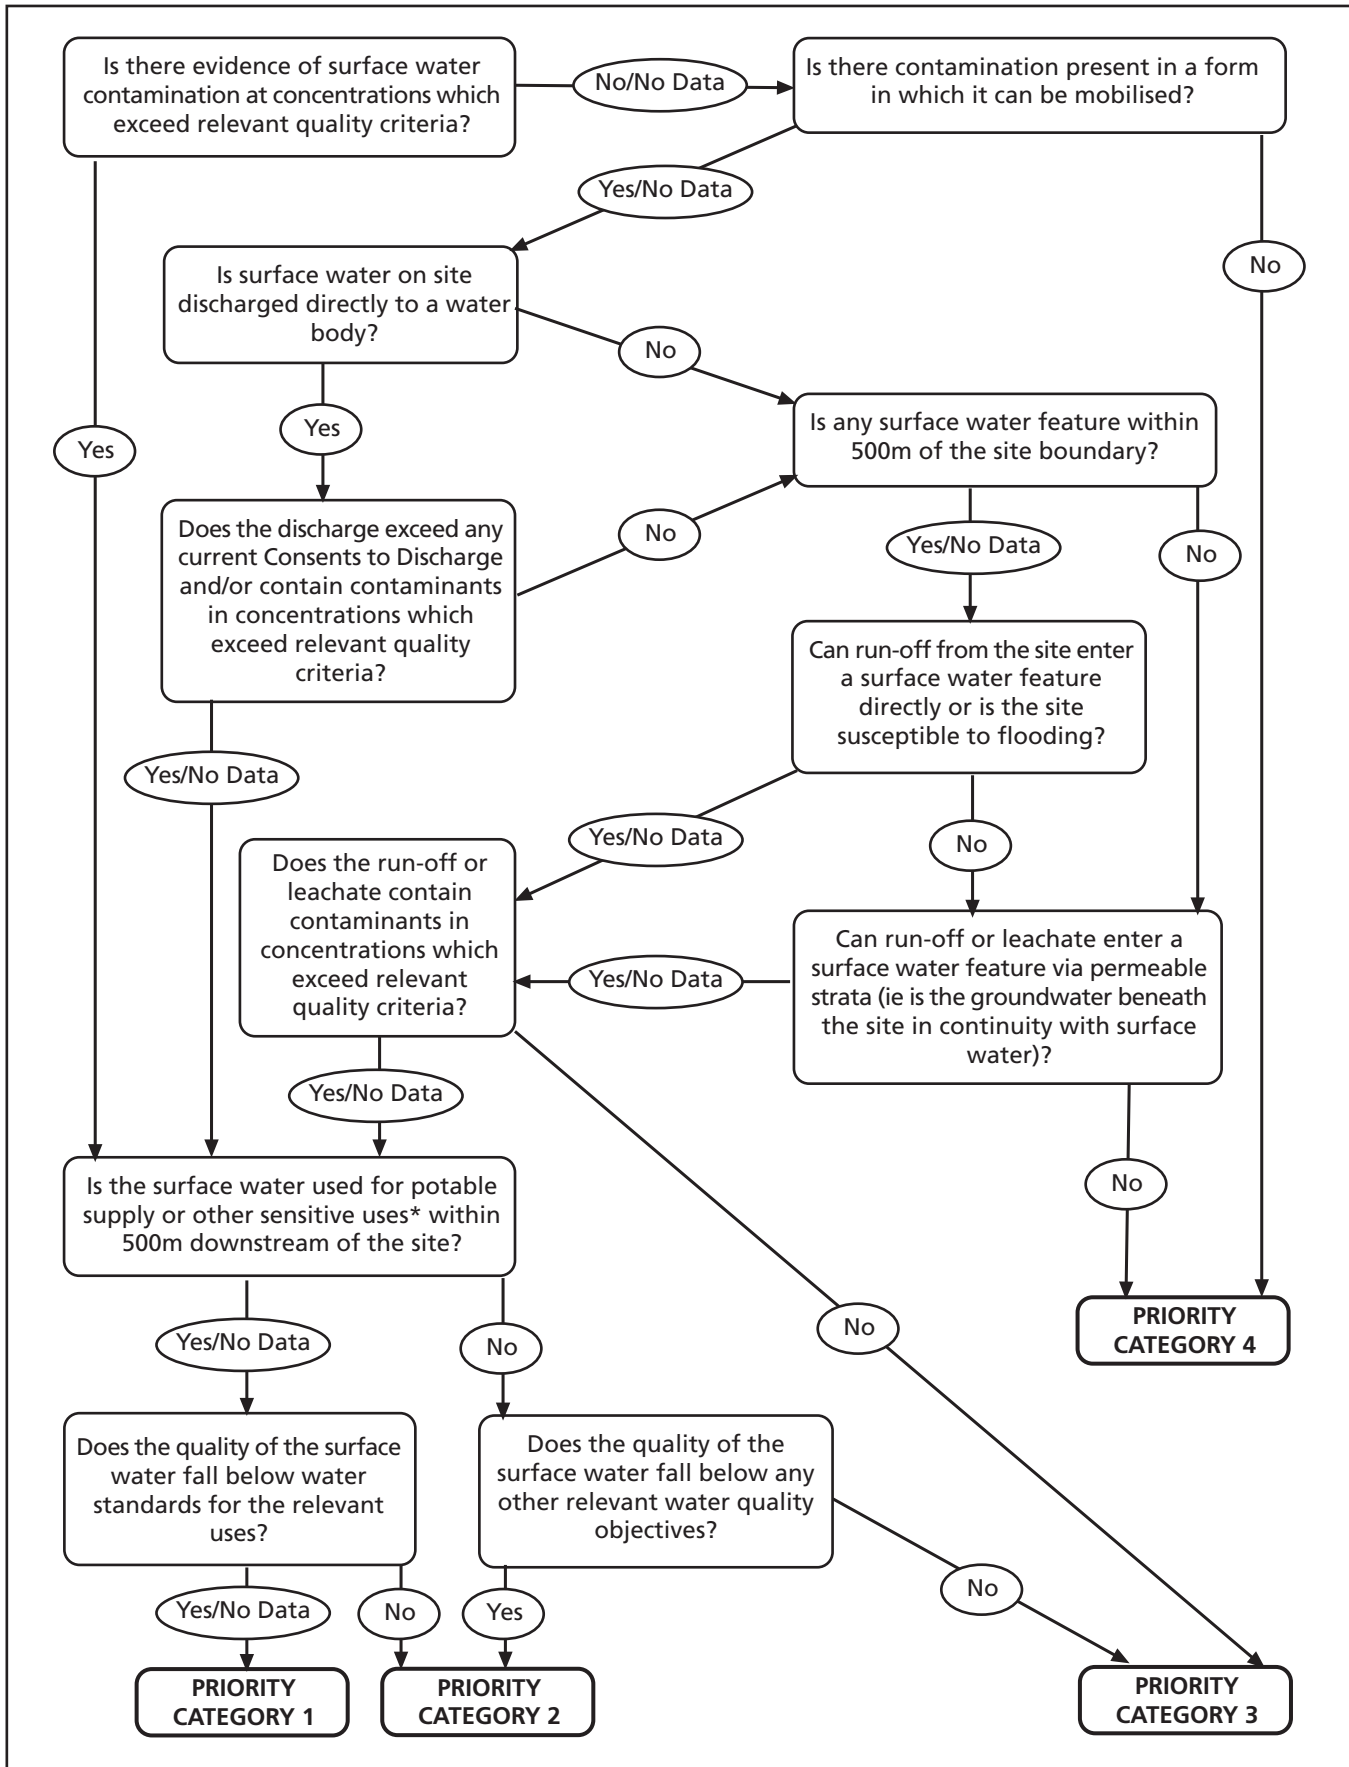 Is there evidence of surface water
contamination at concentrations which
exceed relevant quality criteria?
No/No Data
Is there contamination present in a form
in which it can be mobilised?
Yes/No Data
No
Is surface water on site
discharged directly to a water
body?
No
Yes
Yes
Is any surface water feature within
500m of the site boundary?
Does the discharge exceed any
current Consents to Discharge
and/or contain contaminants
in concentrations which
exceed relevant quality
criteria?
No
Yes/No Data
No
Can run-off from the site enter
a surface water feature
directly or is the site
susceptible to flooding?
Yes/No Data
Yes/No Data
No
Does the run-off or
leachate contain
contaminants in
concentrations which
exceed relevant
quality criteria?
Yes/No Data
Can run-off or leachate enter a
surface water feature via permeable
strata (ie is the groundwater beneath
the site in continuity with surface
water)?
Yes/No Data
No
Is the surface water used for potable
supply or other sensitive uses* within
500m downstream of the site?
PRIORITY
CATEGORY 4
Yes/No Data
No
No
Does the quality of the surface
water fall below water
standards for the relevant
uses?
Does the quality of the
surface water fall below any
other relevant water quality
objectives?
Yes/No Data
No
Yes
No
PRIORITY
CATEGORY 1
PRIORITY
CATEGORY 2
PRIORITY
CATEGORY 3